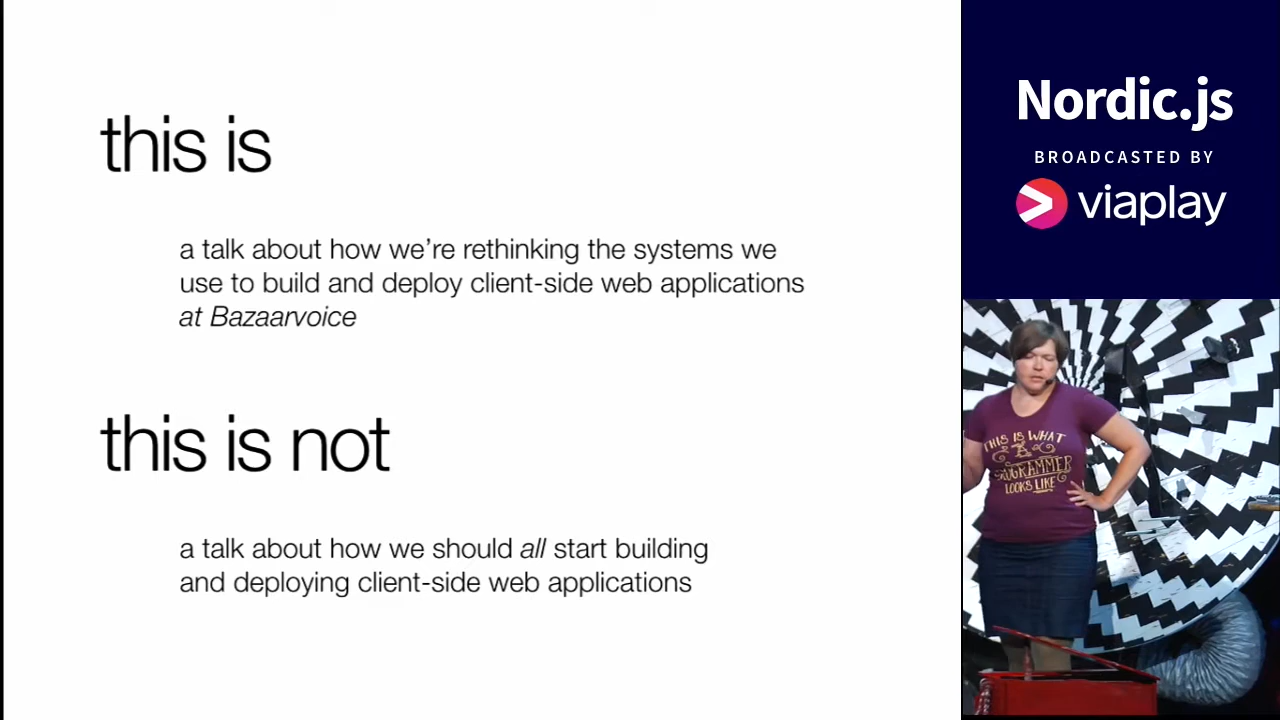 this is
a talk about how we’re rethinking the systems we
use to build and deploy client-side web applications
at Bazaarvoice
this is not
a talk about how we should all start building
and deploying client-side web applications
Nordic.js
BROADCASTED BY
viaplay
THIS IS WHAT
A
PROGRAMMER
LOOKS LIKE